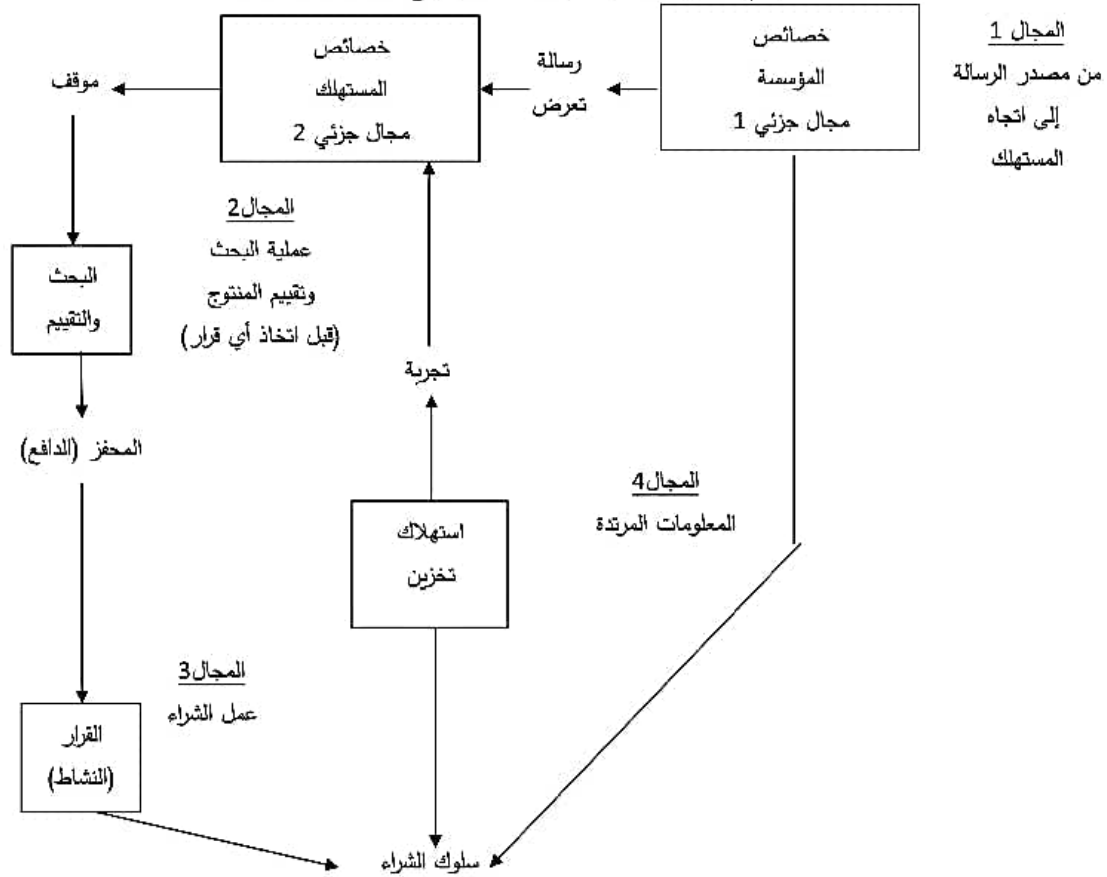 المجال 1
من مصدر الرسالة
إلى اتجاه
المستهلك
خصائص
المؤسسة
مجال جزئي 1
رسالة
تعرض
خصائص
المستهلك
مجال جزئي 2
موقف
المجال2
عملية البحث
وتقييم المنتوج
(قبل اتخاذ أي قرار)
البحث
والتقييم
تجربة
المحفز (الدافع)
المجال4
المعلومات المرتدة
استهلاك
تخزين
المجال3
عمل الشراء
القرار
(النشاط)
سلوك الشراء